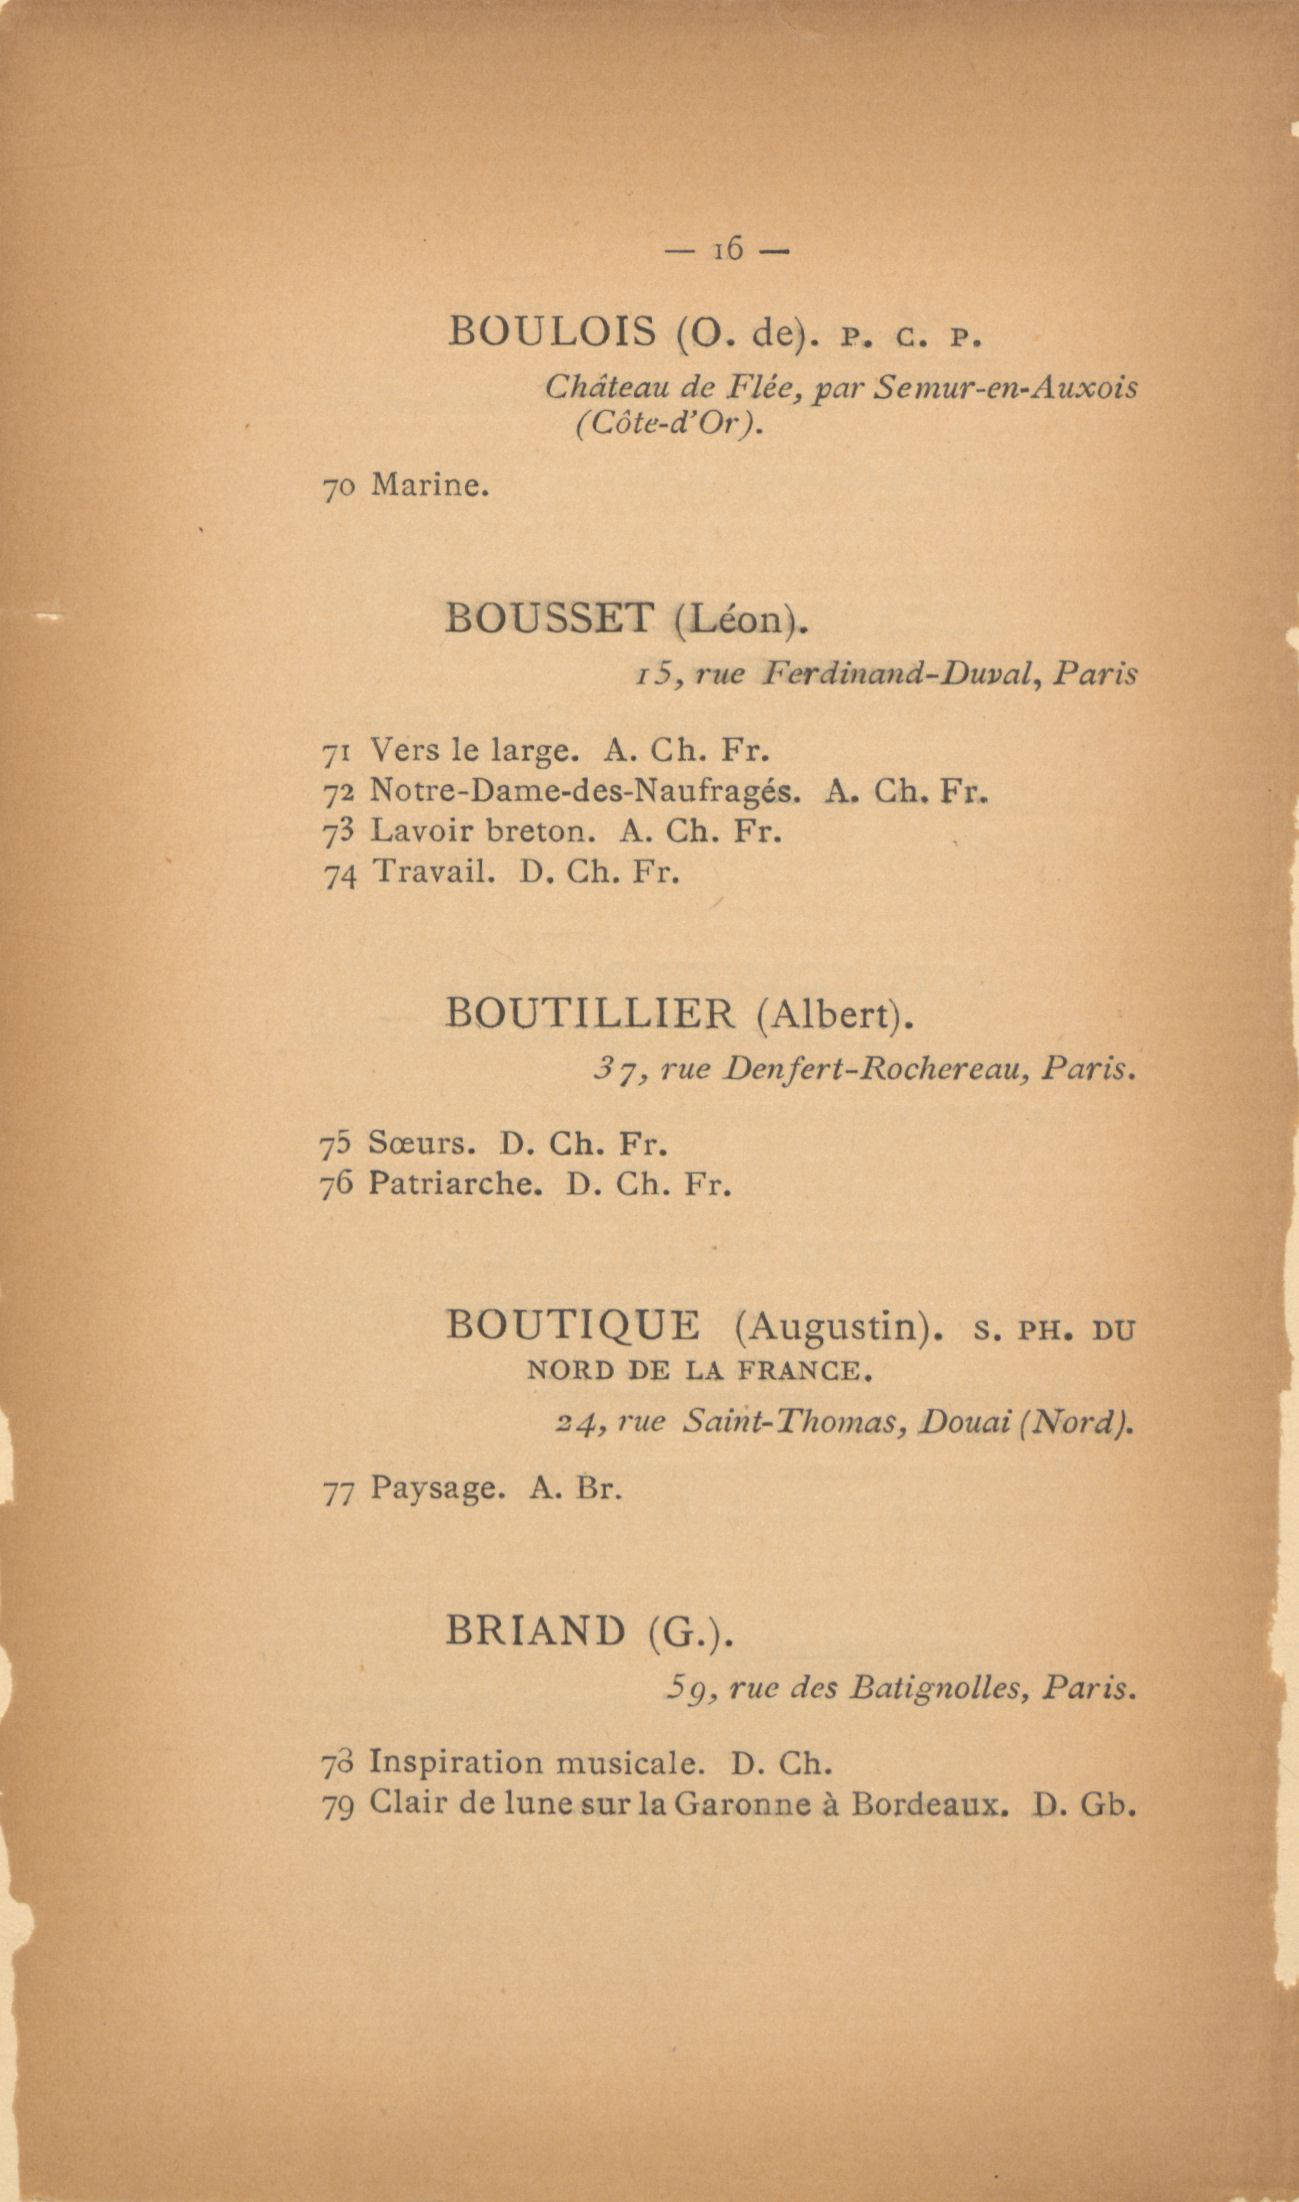 — 16 —
BOULOIS (O. de). P. C. P.
Château de Flée, par Semur-en-Auxois
(Côte-d'Or).
70 Marine.
BOUSSET (Léon).
15, rue Ferdinand-Duval, Paris
71 Vers le large. A. Ch. Fr.
72 Notre-Dame-des-Naufragés. A. Ch. Fr.
73 Lavoir breton. A. Ch. Fr.
74 Travail. D. Ch. Fr.
BOUTILLIER (Albert).
37, rue Denfert-Rochereau, Paris.
75 Sœurs. D. Ch. Fr.
76 Patriarche. D. Ch. Fr.
BOUTIQUE (Augustin). S. PH. DU
NORD DE LA FRANCE.
24, rue Saint-Thomas, Douai (Nord).
77 Paysage. A. Br.
BRIAND (G.).
59, rue des Batignolles, Paris.
78 Inspiration musicale. D. Ch.
79 Clair de lune sur la Garonne à Bordeaux. D. Gb.